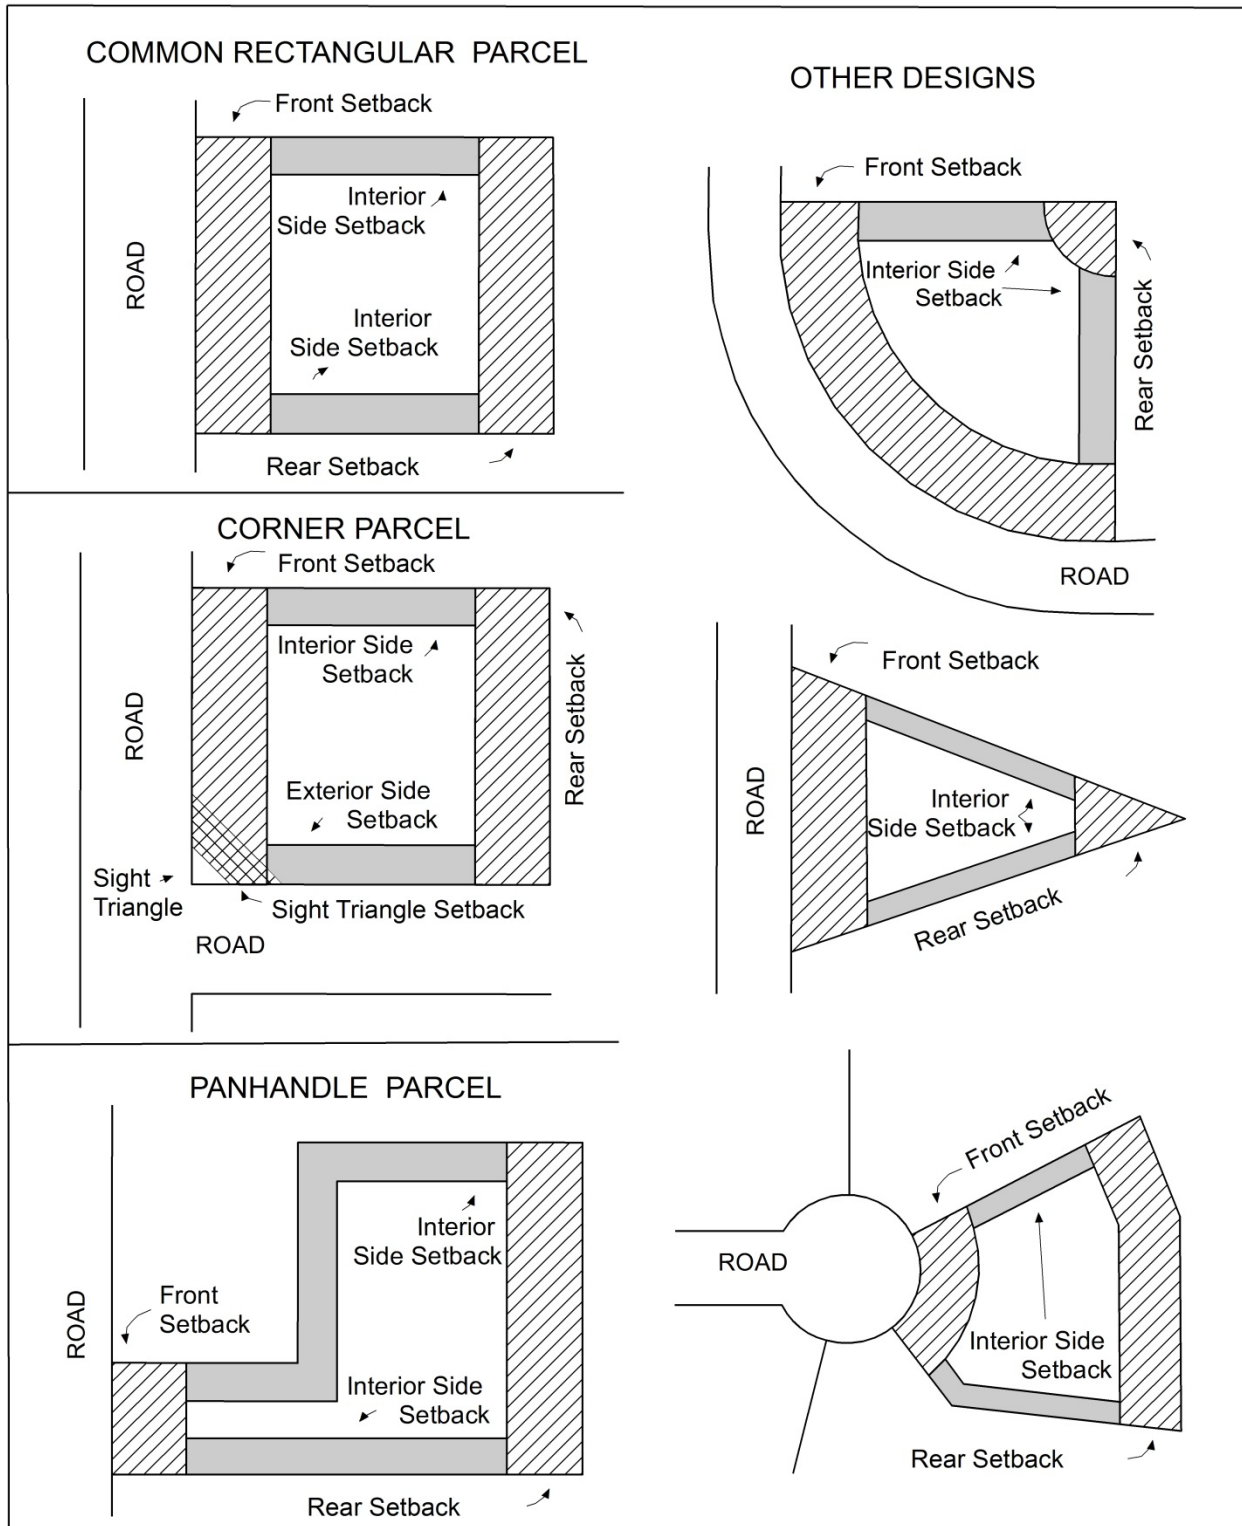 COMMON RECTANGULAR PARCEL
Front Setback
Interior
Side Setback
ROAD
Interior
Side Setback
Rear Setback
CORNER PARCEL
Front Setback
Interior Side
Setback
ROAD
Rear Setback
Exterior Side
Setback
Sight
Triangle
Sight Triangle Setback
ROAD
PANHANDLE PARCEL
Interior
Side Setback
Front
Setback
ROAD
Interior Side
Setback
Rear Setback
OTHER DESIGNS
Front Setback
Interior Side
Setback
Rear Setback
ROAD
Front Setback
ROAD
Interior
Side Setback
Rear Setback
Front Setback
ROAD
Interior Side
Setback
Rear Setback